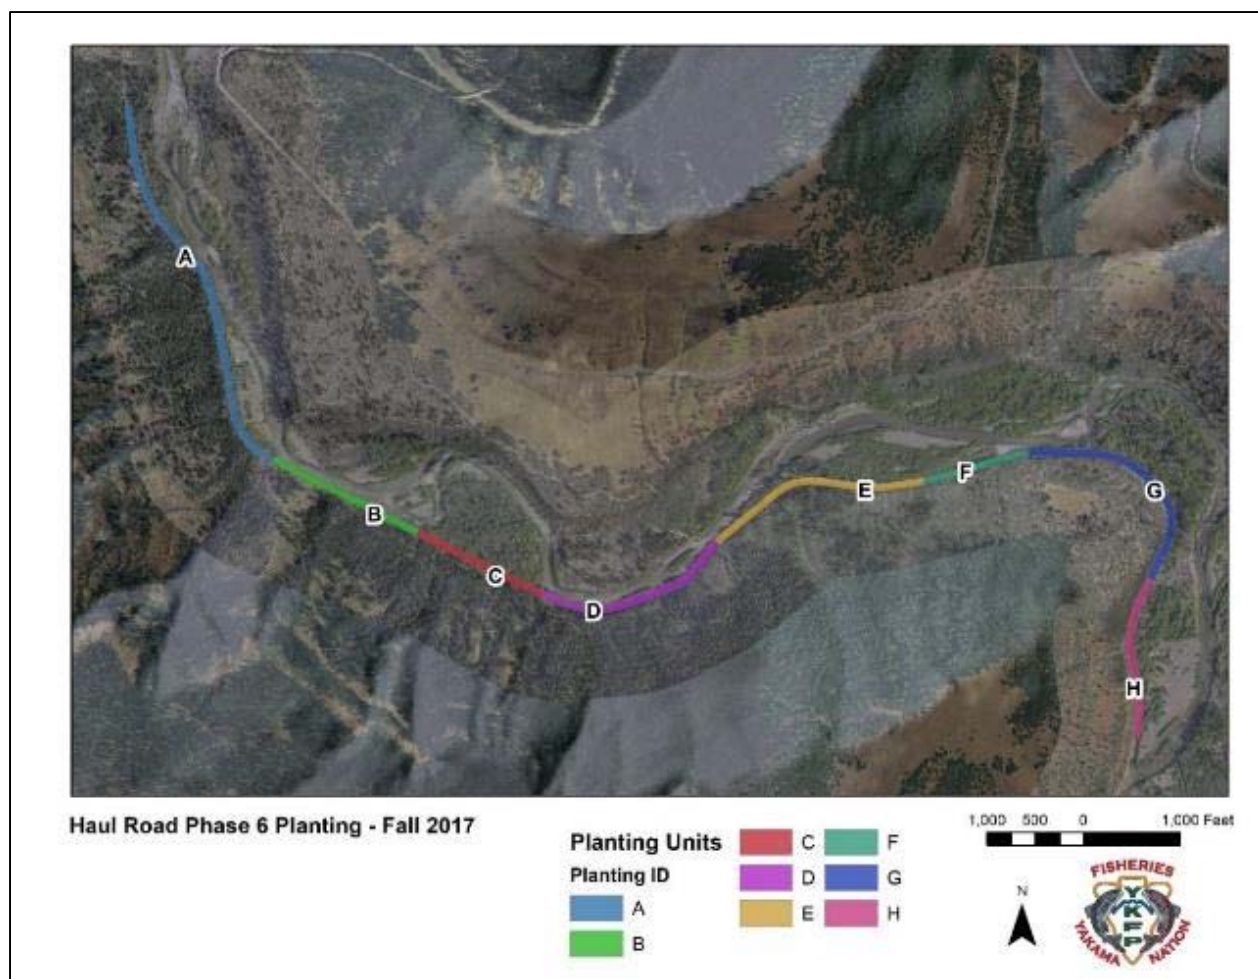 A
B
C
D
E
F
G
H
Haul Road Phase 6 Planting - Fall 2017
Planting Units
Planting ID
A
B
C
D
E
F
G
H
1,000 500 0 1,000 Feet
N
FISHERIES
YKFP
YAKAMA NATION